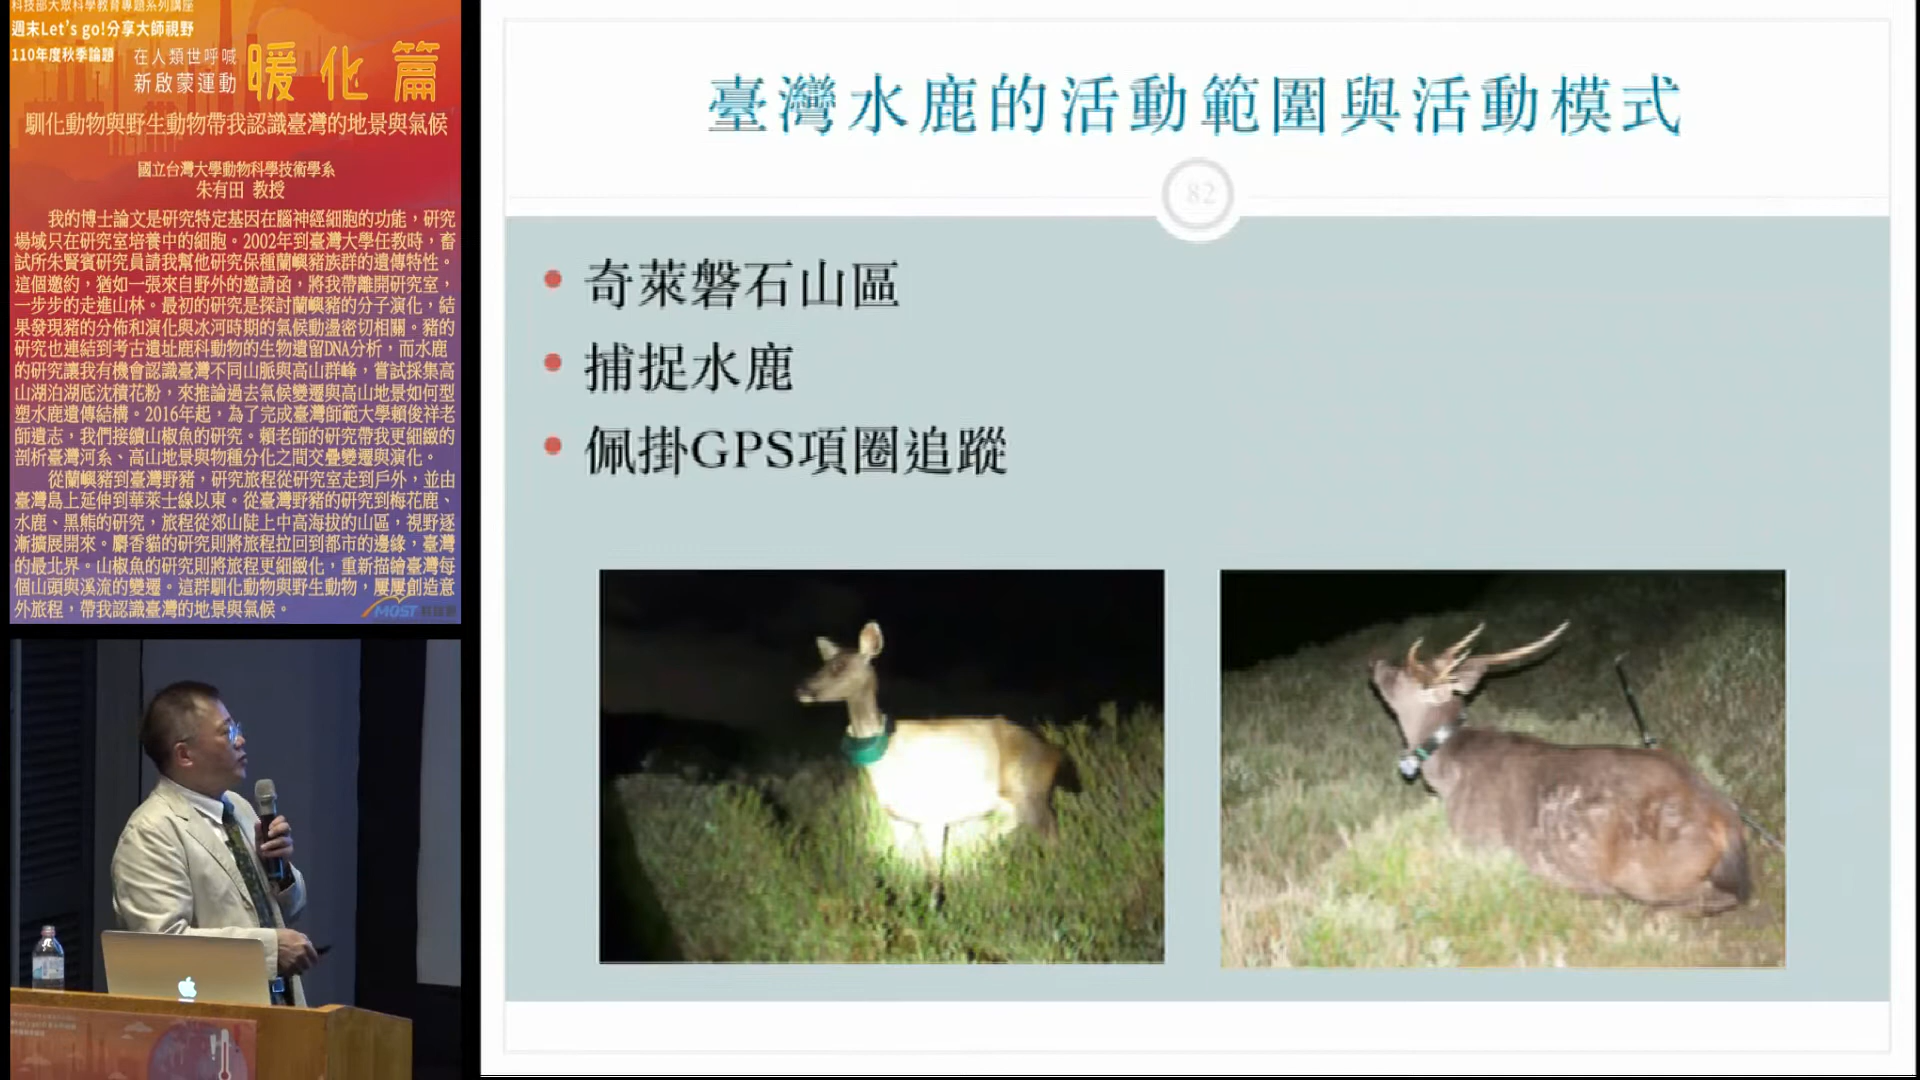 科技部大眾科學教育專題系列講座
週末Let's go!分享大師視野
110年度秋季論題
在人類世呼喊
新啟蒙運動
暖化篇
馴化動物與野生動物帶我認識臺灣的地景與氣候
國立台灣大學動物科學技術學系
朱有田 教授
我的博士論文是研究特定基因在腦神經細胞的功能，研究
場域只在研究室培養中的細胞。2002年到臺灣大學任教時，畜
試所朱賢賓研究員請我幫他研究保種蘭嶼豬族群的遺傳特性。
這個邀約，猶如一張來自野外的邀請函，將我帶離開研究室，
一步步的走進山林。最初的研究是探討蘭嶼豬的分子演化，結
果發現豬的分佈和演化與冰河時期的氣候動盪密切相關。豬的
研究也連結到考古遺址鹿科動物的生物遺留DNA分析，而水鹿
的研究讓我有機會認識臺灣不同山脈與高山群峰，嘗試採集高
山湖泊湖底沈積花粉，來推論過去氣候變遷與高山地景如何型
塑水鹿遺傳結構。2016年起，為了完成臺灣師範大學賴俊祥老
師遺志，我們接續山椒魚的研究。賴老師的研究帶我更細緻的
剖析臺灣河系、高山地景與物種分化之間交疊變遷與演化。
從蘭嶼豬到臺灣野豬，研究旅程從研究室走到戶外，並由
臺灣島上延伸到華萊士線以東。從臺灣野豬的研究到梅花鹿、
水鹿、黑熊的研究，旅程從郊山陡上中高海拔的山區，視野逐
漸擴展開來。麝香貓的研究則將旅程拉回到都市的邊緣，臺灣
的最北界。山椒魚的研究則將旅程更細緻化，重新描繪臺灣每
個山頭與溪流的變遷。這群馴化動物與野生動物，屢屢創造意
外旅程，帶我認識臺灣的地景與氣候。
MOST 科技部
臺灣水鹿的活動範圍與活動模式
82
奇萊磐石山區
捕捉水鹿
佩掛GPS項圈追蹤